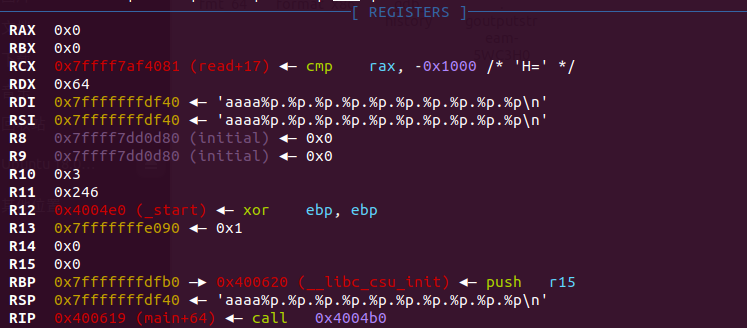 [ REGISTERS ]
RAX 0x0
RBX 0x0
RCX 0x7ffff7af4081 (read+17) ◂— cmp rax, -0x1000 /* 'H=' */
RDX 0x64
RDI 0x7fffffffdf40 ◂— 'aaaa%p.%p.%p.%p.%p.%p.%p.%p.%p.%p\n'
RSI 0x7fffffffdf40 ◂— 'aaaa%p.%p.%p.%p.%p.%p.%p.%p.%p.%p\n'
R8 0x7ffff7dd0d80 (initial) ◂— 0x0
R9 0x7ffff7dd0d80 (initial) ◂— 0x0
R10 0x3
R11 0x246
R12 0x4004e0 (_start) ◂— xor ebp, ebp
R13 0x7fffffffe090 ◂— 0x1
R14 0x0
R15 0x0
RBP 0x7fffffffdfb0 —▸ 0x400620 (__libc_csu_init) ◂— push r15
RSP 0x7fffffffdf40 ◂— 'aaaa%p.%p.%p.%p.%p.%p.%p.%p.%p.%p\n'
RIP 0x400619 (main+64) ◂— call 0x4004b0